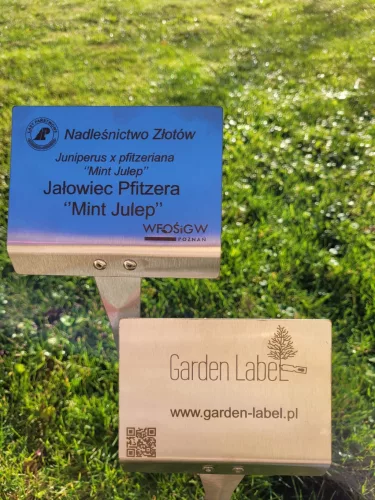 Nadleśnictwo Złotów
Juniperus x pfitzeriana
"Mint Julep"
Jałowiec Pfitzera
"Mint Julep"
WFOŚiGW
POZNAŃ
Garden Label
www.garden-label.pl